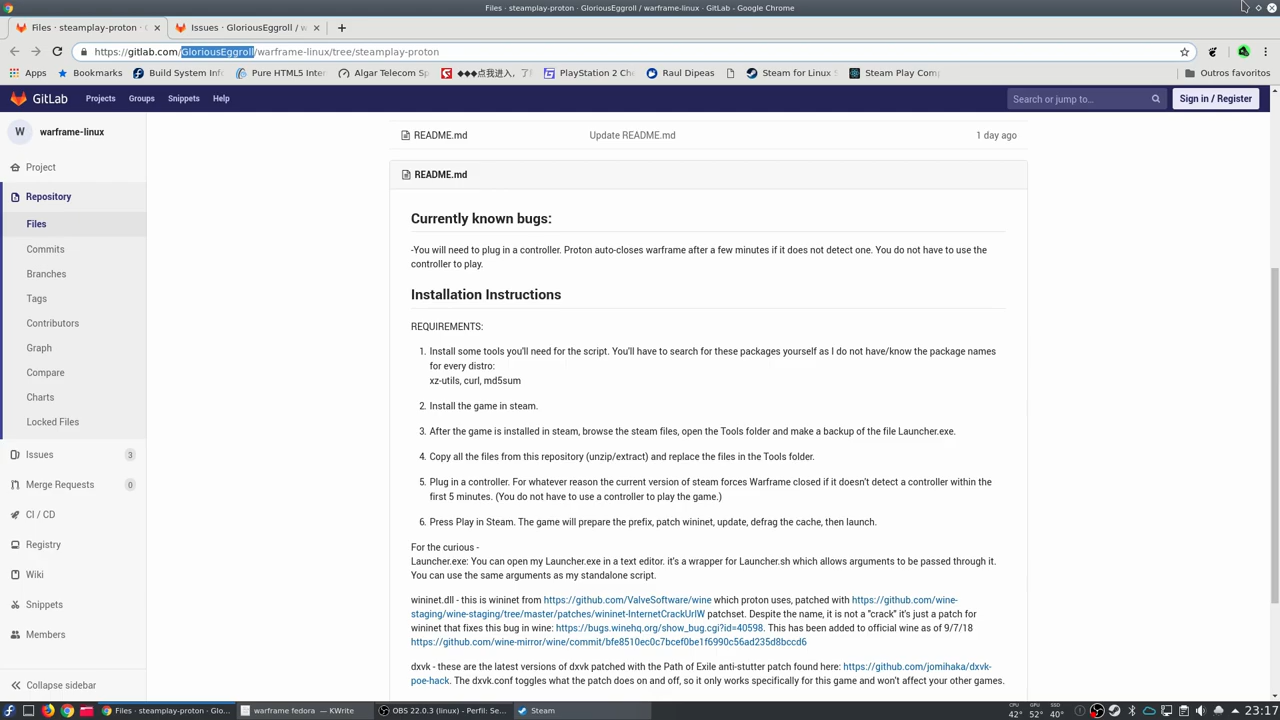 Files · steamplay-proton · GloriousEggroll / warframe-linux · GitLab - Google Chrome
Files · steamplay-proton · Glo
Issues · GloriousEggroll / w
https://gitlab.com/GloriousEggroll/warframe-linux/tree/steamplay-proton
Apps
Bookmarks
Build System Inf
Pure HTML5 Inter
Algar Telecom Sp
◆◆◆点我进入,
PlayStation 2 Ch
Raul Dipeas
Steam for Linux
Steam Play Comp
Outros favoritos
GitLab
Projects
Groups
Snippets
Help
Search or jump to…
Sign in / Register
W
warframe-linux
Project
Repository
Files
Commits
Branches
Tags
Contributors
Graph
Compare
Charts
Locked Files
Issues 3
Merge Requests 0
CI / CD
Registry
Wiki
Snippets
Members
Collapse sidebar
README.md Update README.md 1 day ago
README.md
Currently known bugs:
-You will need to plug in a controller. Proton auto-closes warframe after a few minutes if it does not detect one. You do not have to use the
controller to play.
Installation Instructions
REQUIREMENTS:
1. Install some tools you'll need for the script. You'll have to search for these packages yourself as I do not have/know the package names
for every distro:
xz-utils, curl, md5sum
2. Install the game in steam.
3. After the game is installed in steam, browse the steam files, open the Tools folder and make a backup of the file Launcher.exe.
4. Copy all the files from this repository (unzip/extract) and replace the files in the Tools folder.
5. Plug in a controller. For whatever reason the current version of steam forces Warframe closed if it doesn't detect a controller within the
first 5 minutes. (You do not have to use a controller to play the game.)
6. Press Play in Steam. The game will prepare the prefix, patch wininet, update, defrag the cache, then launch.
For the curious -
Launcher.exe: You can open my Launcher.exe in a text editor. it's a wrapper for Launcher.sh which allows arguments to be passed through it.
You can use the same arguments as my standalone script.
wininet.dll - this is wininet from https://github.com/ValveSoftware/wine which proton uses, patched with https://github.com/wine-
staging/wine-staging/tree/master/patches/wininet-InternetCrackUrlW patchset. Despite the name, it is not a "crack" it's just a patch for
wininet that fixes this bug in wine: https://bugs.winehq.org/show_bug.cgi?id=40598. This has been added to official wine as of 9/7/18
https://github.com/wine-mirror/wine/commit/bfe8510ec0c7bcef0be1f6990c56ad235d8bccd6
dxvk - these are the latest versions of dxvk patched with the Path of Exile anti-stutter patch found here: https://github.com/jomihaka/dxvk-
poe-hack. The dxvk.conf toggles what the patch does on and off, so it only works specifically for this game and won't affect your other games.
Files · steamplay-proton · Glo...
warframe fedora — KWrite
OBS 22.0.3 (linux) - Perfil: Se...
Steam
CPU 42° GPU 52° SSD 40°
23:17